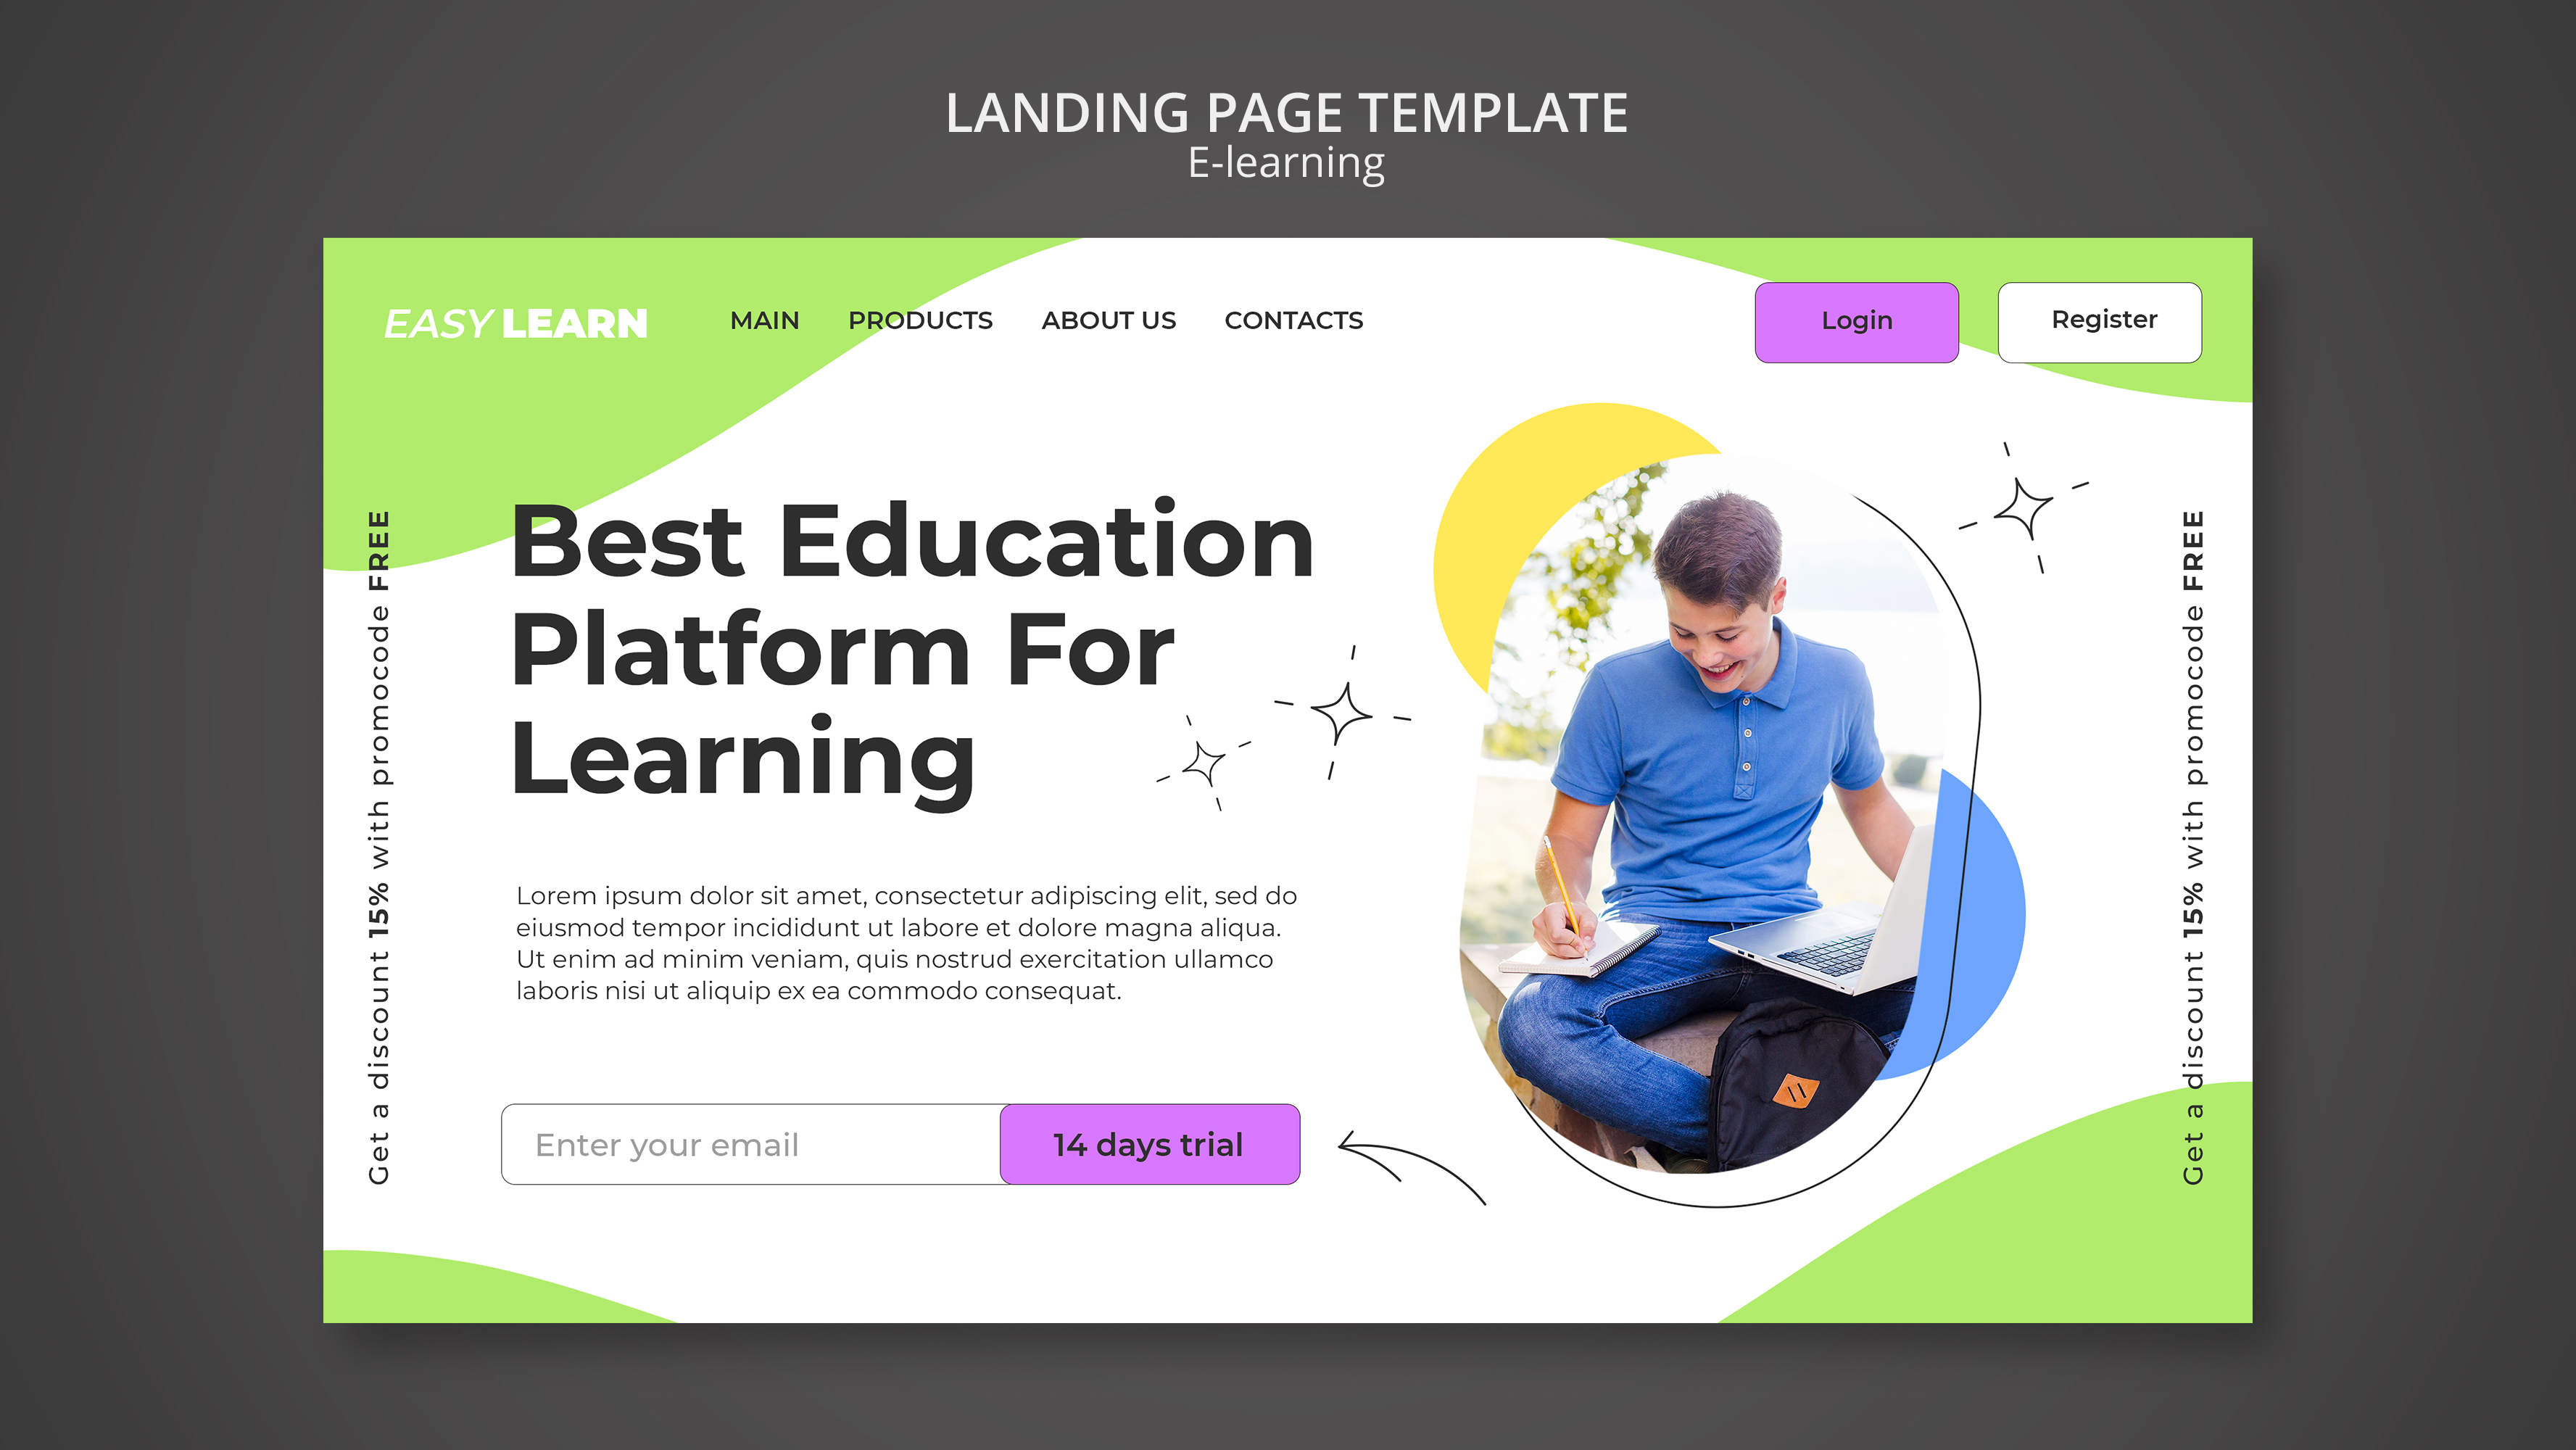 LANDING PAGE TEMPLATE
E-learning
EASY LEARN
MAIN PRODUCTS ABOUT US CONTACTS
Login
Register
Get a discount 15% with promocode FREE
Best Education
Platform For
Learning
Lorem ipsum dolor sit amet, consectetur adipiscing elit, sed do
eiusmod tempor incididunt ut labore et dolore magna aliqua.
Ut enim ad minim veniam, quis nostrud exercitation ullamco
laboris nisi ut aliquip ex ea commodo consequat.
Enter your email
14 days trial
Get a discount 15% with promocode FREE